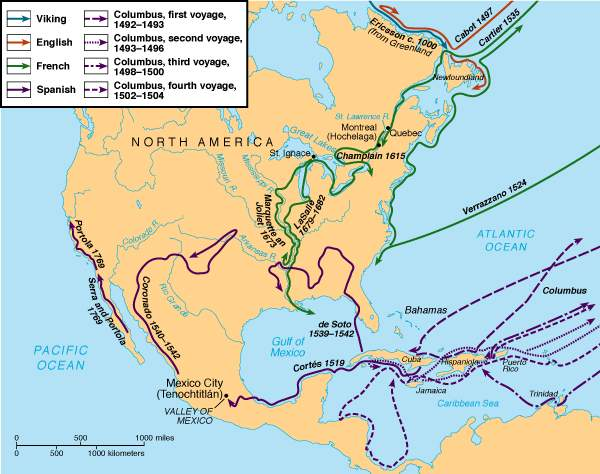 Viking
English
French
Spanish
Columbus, first voyage,
1492–1493
Columbus, second voyage,
1493–1496
Columbus, third voyage,
1498–1500
Columbus, fourth voyage,
1502–1504
Ericsson c. 1000
(from Greenland
Cabot 1497
Cartier 1535
Newfoundland
St. Lawrence R.
Montreal
(Hochelaga)
Quebec
NORTH AMERICA
Great Lakes
St. Ignace
Champlain 1615
Missouri R.
Mississippi R.
Marquette an
Joliet 1673
LaSalle
1679–1682
Verrazzano 1524
Portola 1769
Serra and Portola
1769
Colorado R.
Arkansas R.
Coronado 1540–1542
Rio Grande
ATLANTIC
OCEAN
Columbus
Bahamas
de Soto
1539–1542
Gulf of
Mexico
PACIFIC
OCEAN
Cortés 1519
Cuba
Hispaniola
Puerto
Rico
Jamaica
Mexico City
(Tenochtitlán)
VALLEY OF
MEXICO
Caribbean Sea
Trinidad
0 500 1000 miles
0 500 1000 kilometers